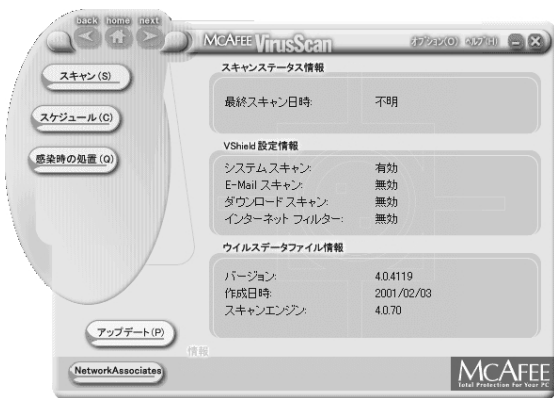 back home next
McAFEE VirusScan
オプション(O) ヘルプ(H)
スキャン(S)
スケジュール(C)
感染時の処置(Q)
スキャンステータス情報
最終スキャン日時: 不明
VShield 設定情報
システムスキャン: 有効
E-Mail スキャン: 無効
ダウンロード スキャン: 無効
インターネット フィルター: 無効
ウイルスデータファイル情報
バージョン: 4.0.4119
作成日時: 2001/02/03
スキャンエンジン: 4.0.70
アップデート(P)
情報
NetworkAssociates
McAFEE
Total Protection For Your PC